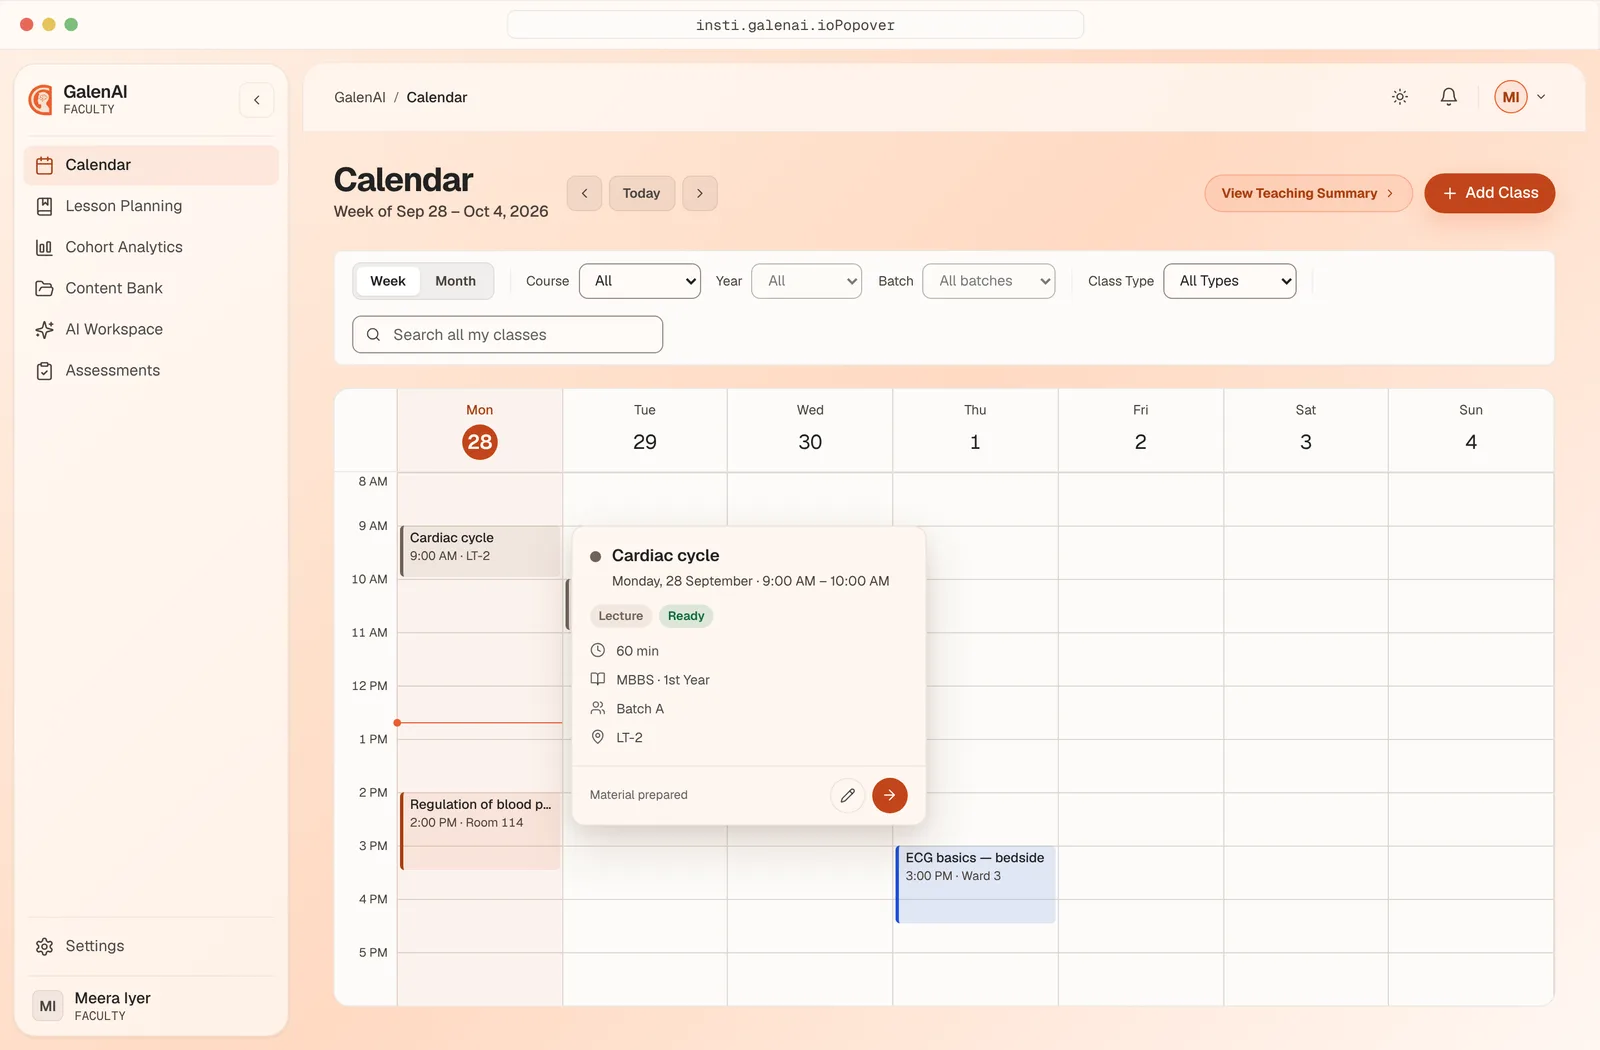 insti.galenai.ioPopover
GalenAI
FACULTY
Calendar
Lesson Planning
Cohort Analytics
Content Bank
AI Workspace
Assessments
Settings
MI
Meera Iyer
FACULTY
GalenAI / Calendar
MI
Calendar
Week of Sep 28 – Oct 4, 2026
Today
View Teaching Summary
Add Class
Week Month Course All Year All Batch All batches Class Type All Types
Search all my classes
Mon Tue Wed Thu Fri Sat Sun
28 29 30 1 2 3 4
8 AM
9 AM
10 AM
11 AM
12 PM
1 PM
2 PM
3 PM
4 PM
5 PM
Cardiac cycle
9:00 AM · LT-2
Regulation of blood p...
2:00 PM · Room 114
Cardiac cycle
Monday, 28 September · 9:00 AM – 10:00 AM
Lecture Ready
60 min
MBBS · 1st Year
Batch A
LT-2
Material prepared
ECG basics — bedside
3:00 PM · Ward 3